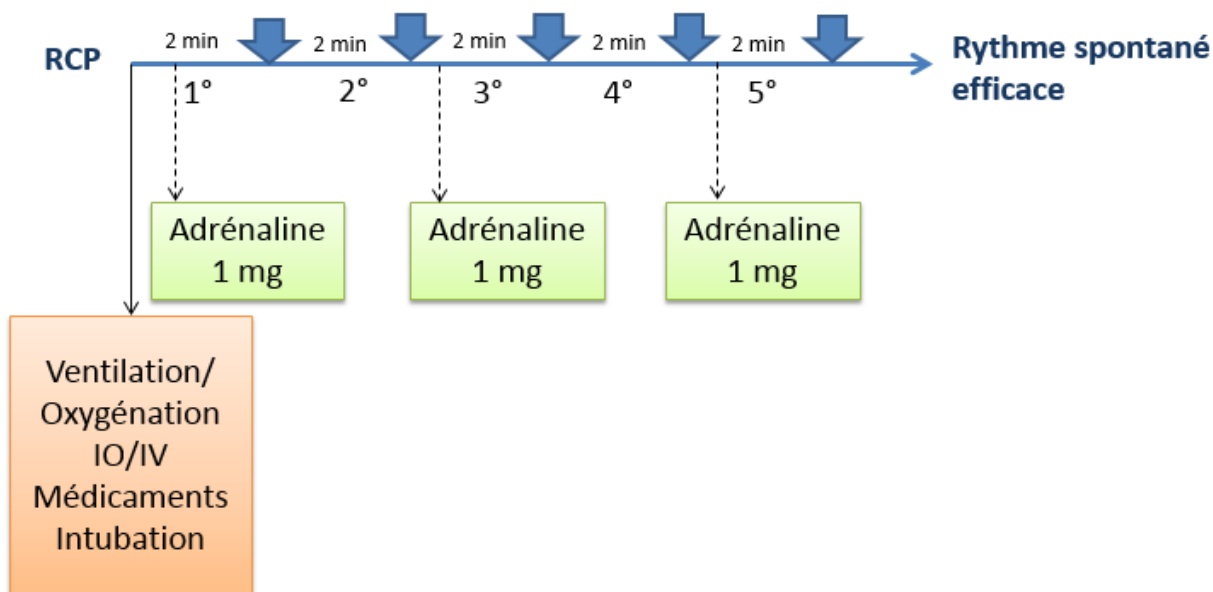 RCP
2 min
2 min
2 min
2 min
2 min
Rythme spontané
efficace
1°
2°
3°
4°
5°
Adrénaline
1 mg
Adrénaline
1 mg
Adrénaline
1 mg
Ventilation/
Oxygénation
IO/IV
Médicaments
Intubation